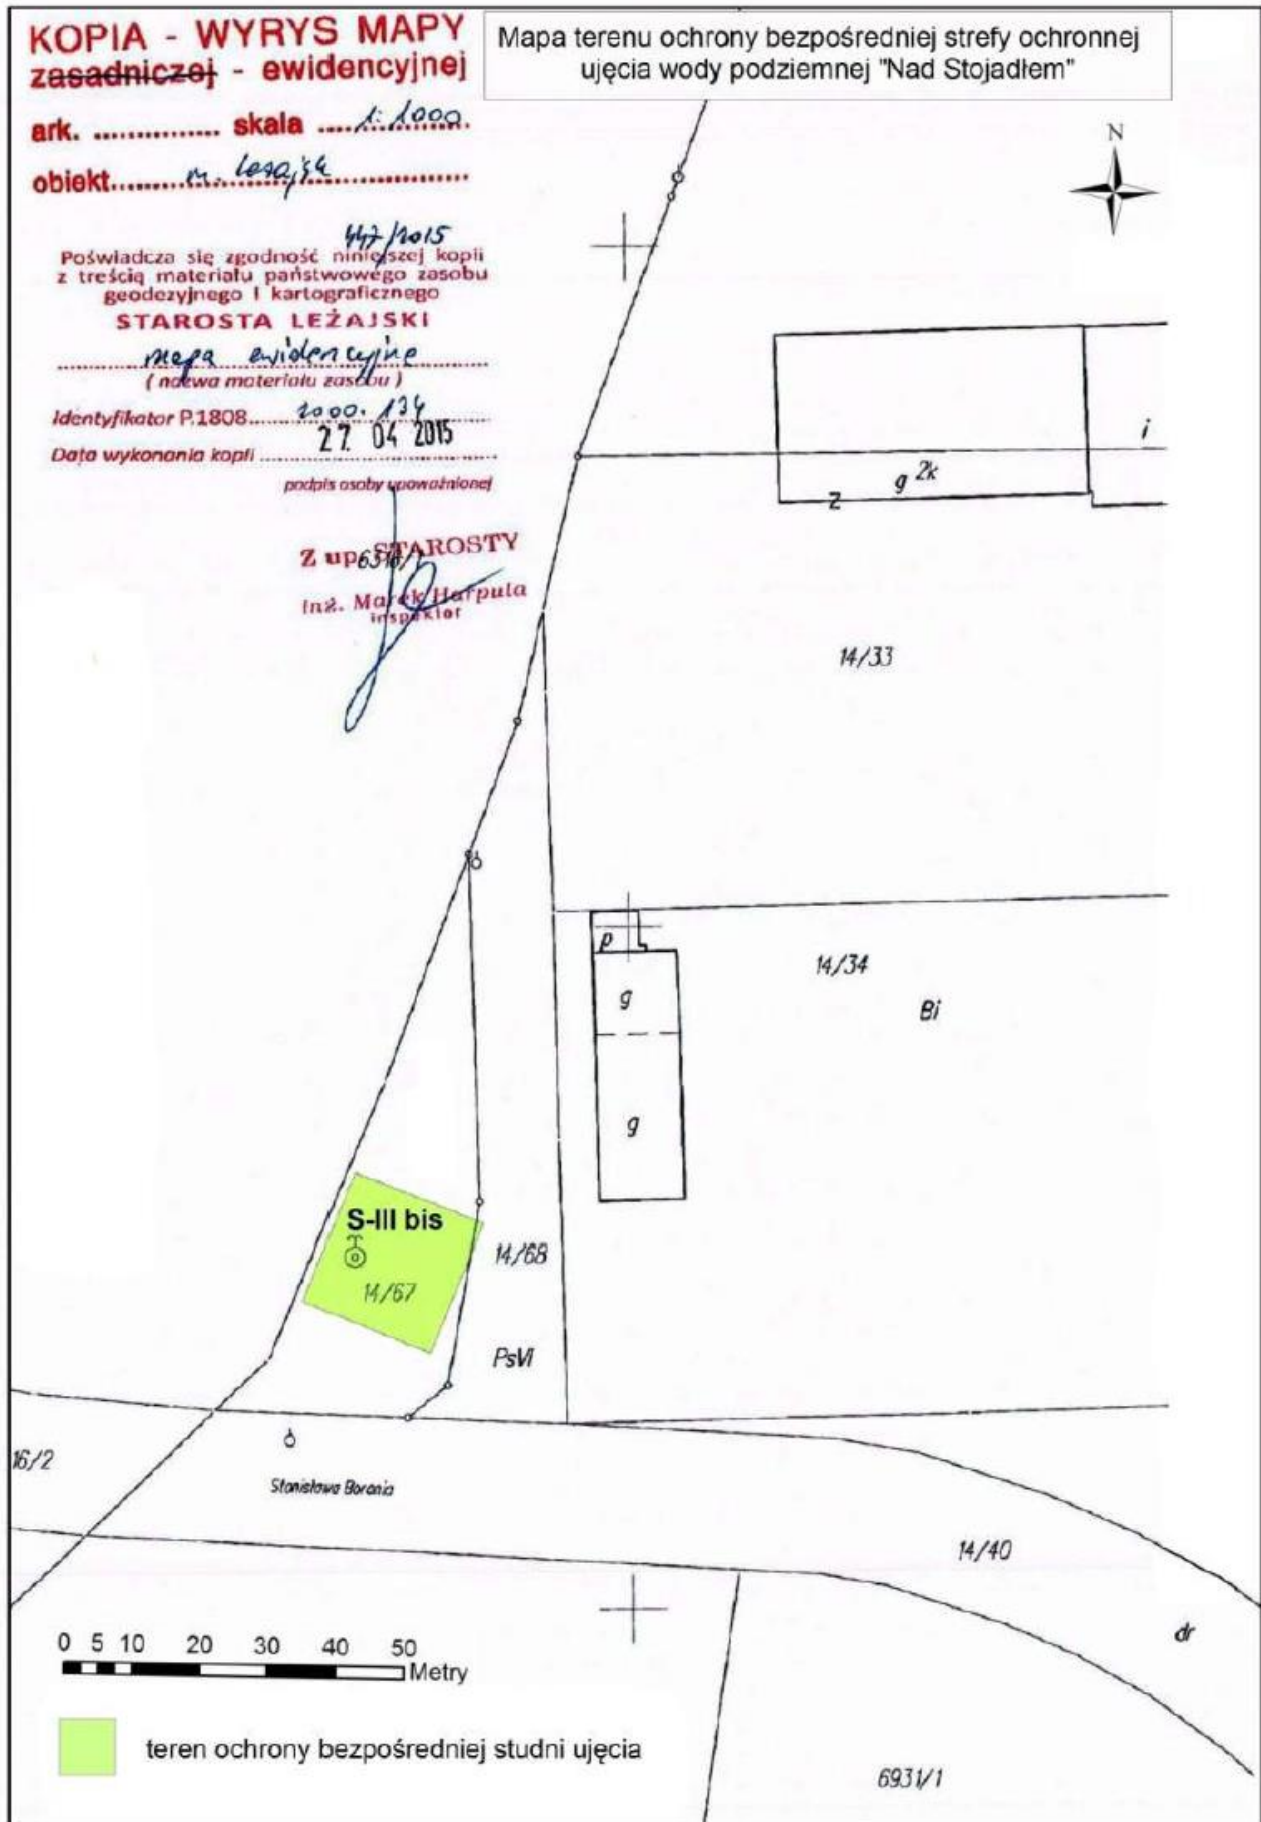 KOPIA - WYRYS MAPY
zasadniczej - ewidencyjnej
ark. .............. skala ....1:1000
obiekt........m. Leżajsk
Mapa terenu ochrony bezpośredniej strefy ochronnej
ujęcia wody podziemnej "Nad Stojadłem"
N
447/2015
Poświadcza się zgodność niniejszej kopii
z treścią materiału państwowego zasobu
geodezyjnego i kartograficznego
STAROSTA LEŻAJSKI
mapa ewidencyjna
( nazwa materiału zasobu )
Identyfikator P.1808....2000.134
Data wykonania kopii 27. 04 2015
podpis osoby upoważnionej
Z up. STAROSTY
inż. Marek Harpula
inspektor
i
g 2k
z
14/33
p
14/34
g
Bi
g
S-III bis
14/68
14/67
PsVI
16/2
Stanisława Barania
14/40
dr
0 5 10 20 30 40 50
Metry
teren ochrony bezpośredniej studni ujęcia
6931/1